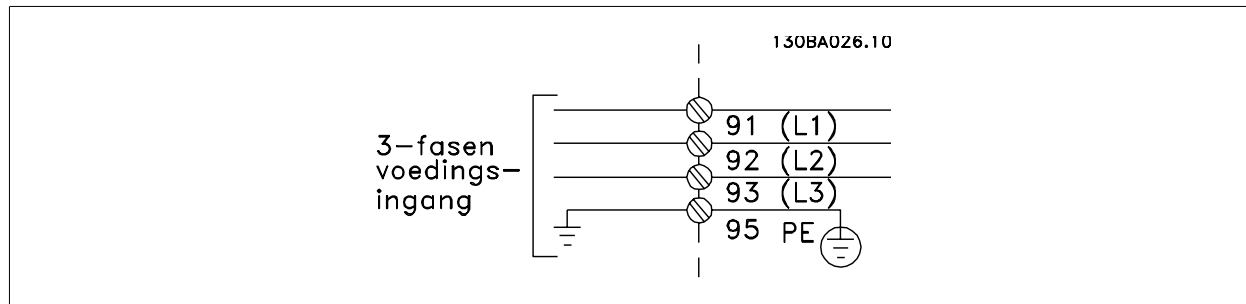 130BA026.10
91 (L1)
3-fasen
voedings-
ingang
92 (L2)
93 (L3)
95 PE